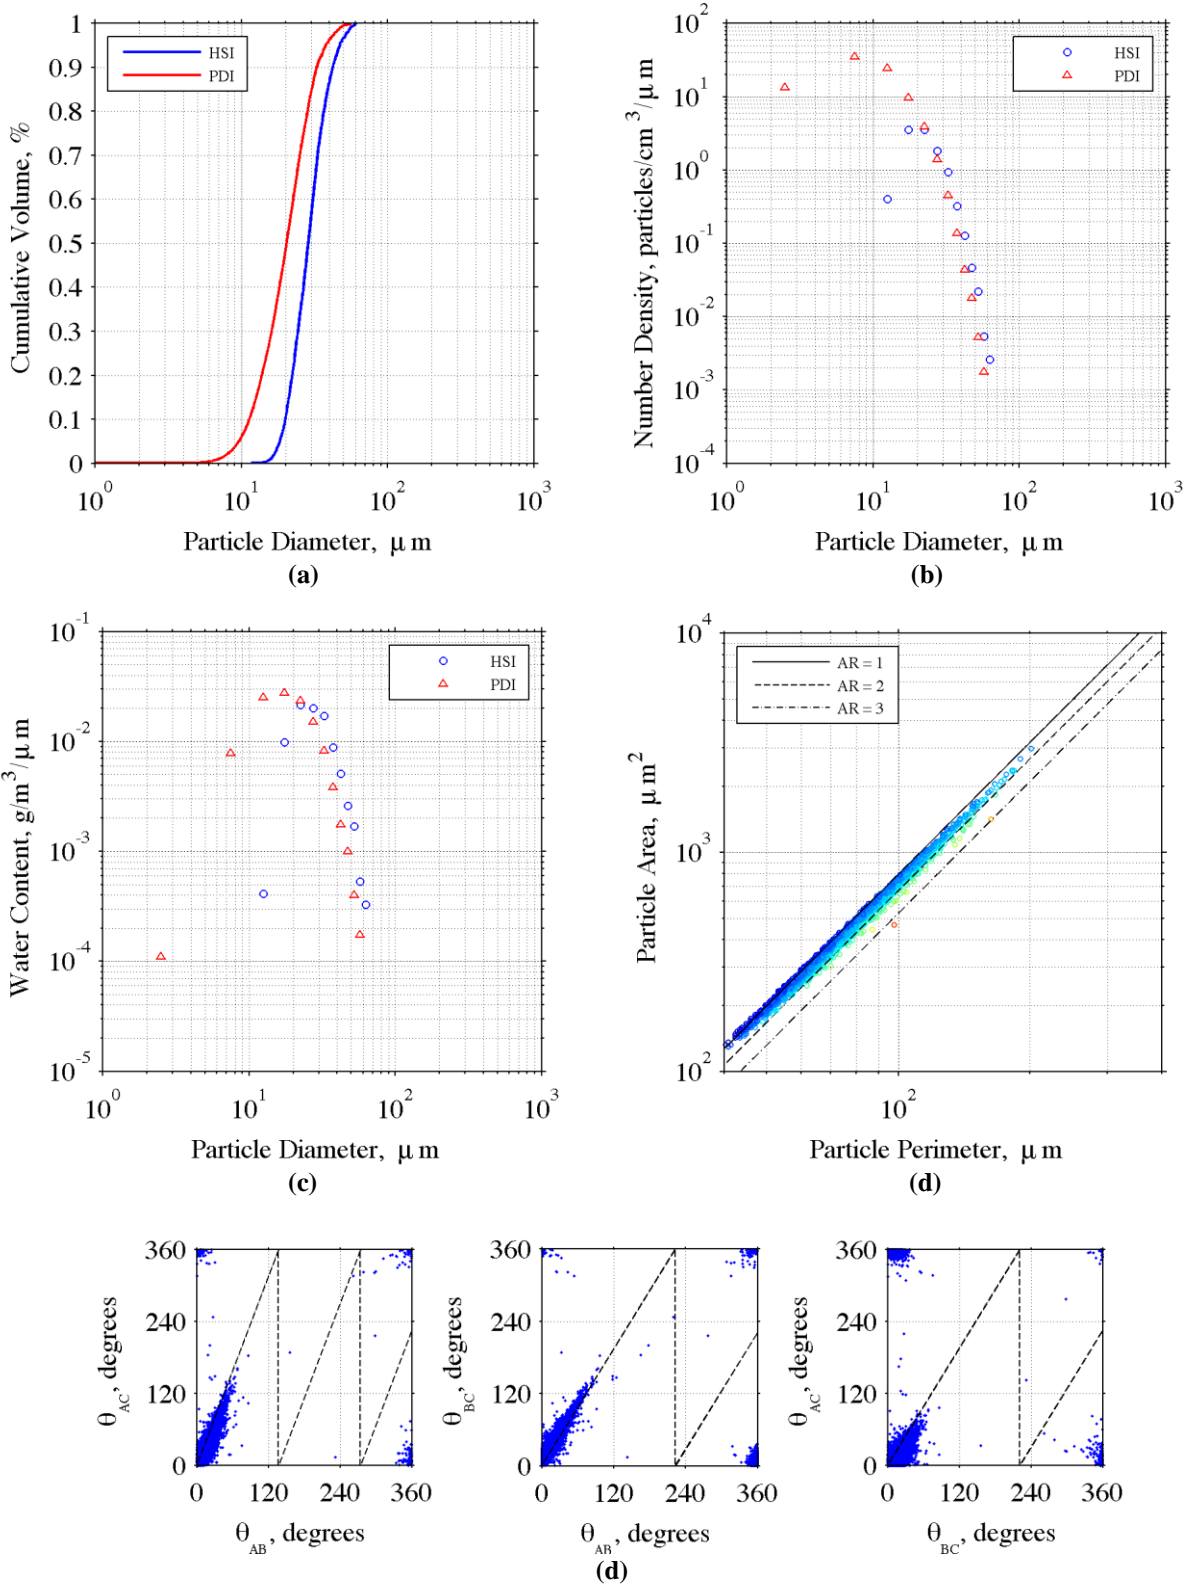 1
0.9
0.8
0.7
0.6
0.5
0.4
0.3
0.2
0.1
0
Cumulative Volume, %
HSI
PDI
10^0 10^1 10^2 10^3
Particle Diameter, μm
(a)
10^2
10^1
10^0
10^-1
10^-2
10^-3
10^-4
Number Density, particles/cm^3/μm
HSI
PDI
10^0 10^1 10^2 10^3
Particle Diameter, μm
(b)
10^-1
10^-2
10^-3
10^-4
10^-5
Water Content, g/m^3/μm
HSI
PDI
10^0 10^1 10^2 10^3
Particle Diameter, μm
(c)
10^4
10^3
10^2
Particle Area, μm^2
AR = 1
AR = 2
AR = 3
10^2
Particle Perimeter, μm
(d)
360
240
120
0
θ_AC, degrees
0 120 240 360
θ_AB, degrees
360
240
120
0
θ_BC, degrees
0 120 240 360
θ_AB, degrees
360
240
120
0
θ_AC, degrees
0 120 240 360
θ_BC, degrees
(d)